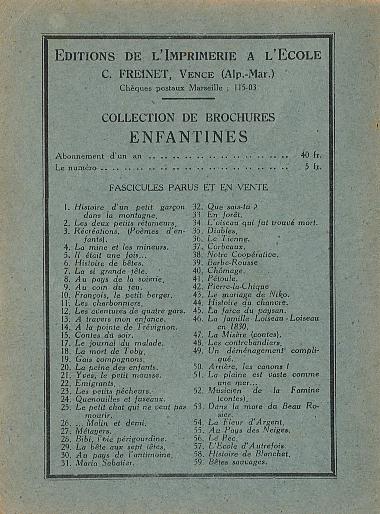 EDITIONS DE L'IMPRIMERIE A L'ECOLE
C. FREINET, VENCE (Alp.-Mar.)
Chèques postaux Marseille : 115-03
COLLECTION DE BROCHURES
ENFANTINES
Abonnement d'un an .. .. .. .. .. .. .. .. .. .. .. 40 fr.
Le numéro .. .. .. .. .. .. .. .. .. .. .. .. .. .. 5 fr.
FASCICULES PARUS ET EN VENTE
1. Histoire d'un petit garçon
dans la montagne.
2. Les deux petits rétameurs.
3. Récréations. (Poèmes d'en-
fants).
4. La mine et les mineurs.
5. Il était une fois...
6. Histoire de bêtes.
7. La si grande fête.
8. Au pays de la soierie.
9. Au coin du feu.
10. François, le petit berger.
11. Les charbonniers.
12. Les aventures de quatre gars.
13. A travers mon enfance.
14. A la pointe de Trévignon.
15. Contes du soir.
17. Le journal du malade.
18. La mort de Toby.
19. Gais compagnons.
20. La peine des enfants.
21. Yves, le petit mousse.
22. Emigrants.
23. Les petits pêcheurs.
24. Quenouilles et fuseaux.
25. Le petit chat qui ne veut pas
mourir.
26. ... Malin et demi.
27. Métayers.
28. Bibi, l'oie périgourdine.
29. La bête aux sept têtes.
30. Au pays de l'antimoine.
31. Maria Sabatier.
32. Que sais-tu ?
33. En forêt.
34. L'oiseau qui fut trouvé mort.
35. Diables.
36. Le Tienne.
37. Corbeaux.
38. Notre Coopérative.
39. Barbe-Rousse
40. Chômage.
41. Pétoule.
42. Pierre-la-Chique
43. Le mariage de Niko.
44. Histoire du chanvre.
45. La farce du paysan.
46. La famille Loiseau-Loiseau
en 1830.
47. La Misère (contes).
48. Les contrebandiers.
49. Un déménagement compli-
qué.
50. Arrière, les canons !
51. La plaine est vaste comme
une mer...
52. Musicien de la Famine
(contes).
53. Dans la mare du Beau Ro-
sier.
54. La Fleur d'Argent.
55. Au Pays des Neiges.
56. Le Pec.
57. L'Ecole d'Autrefois.
58. Histoire de Blanchet.
59. Bêtes sauvages.